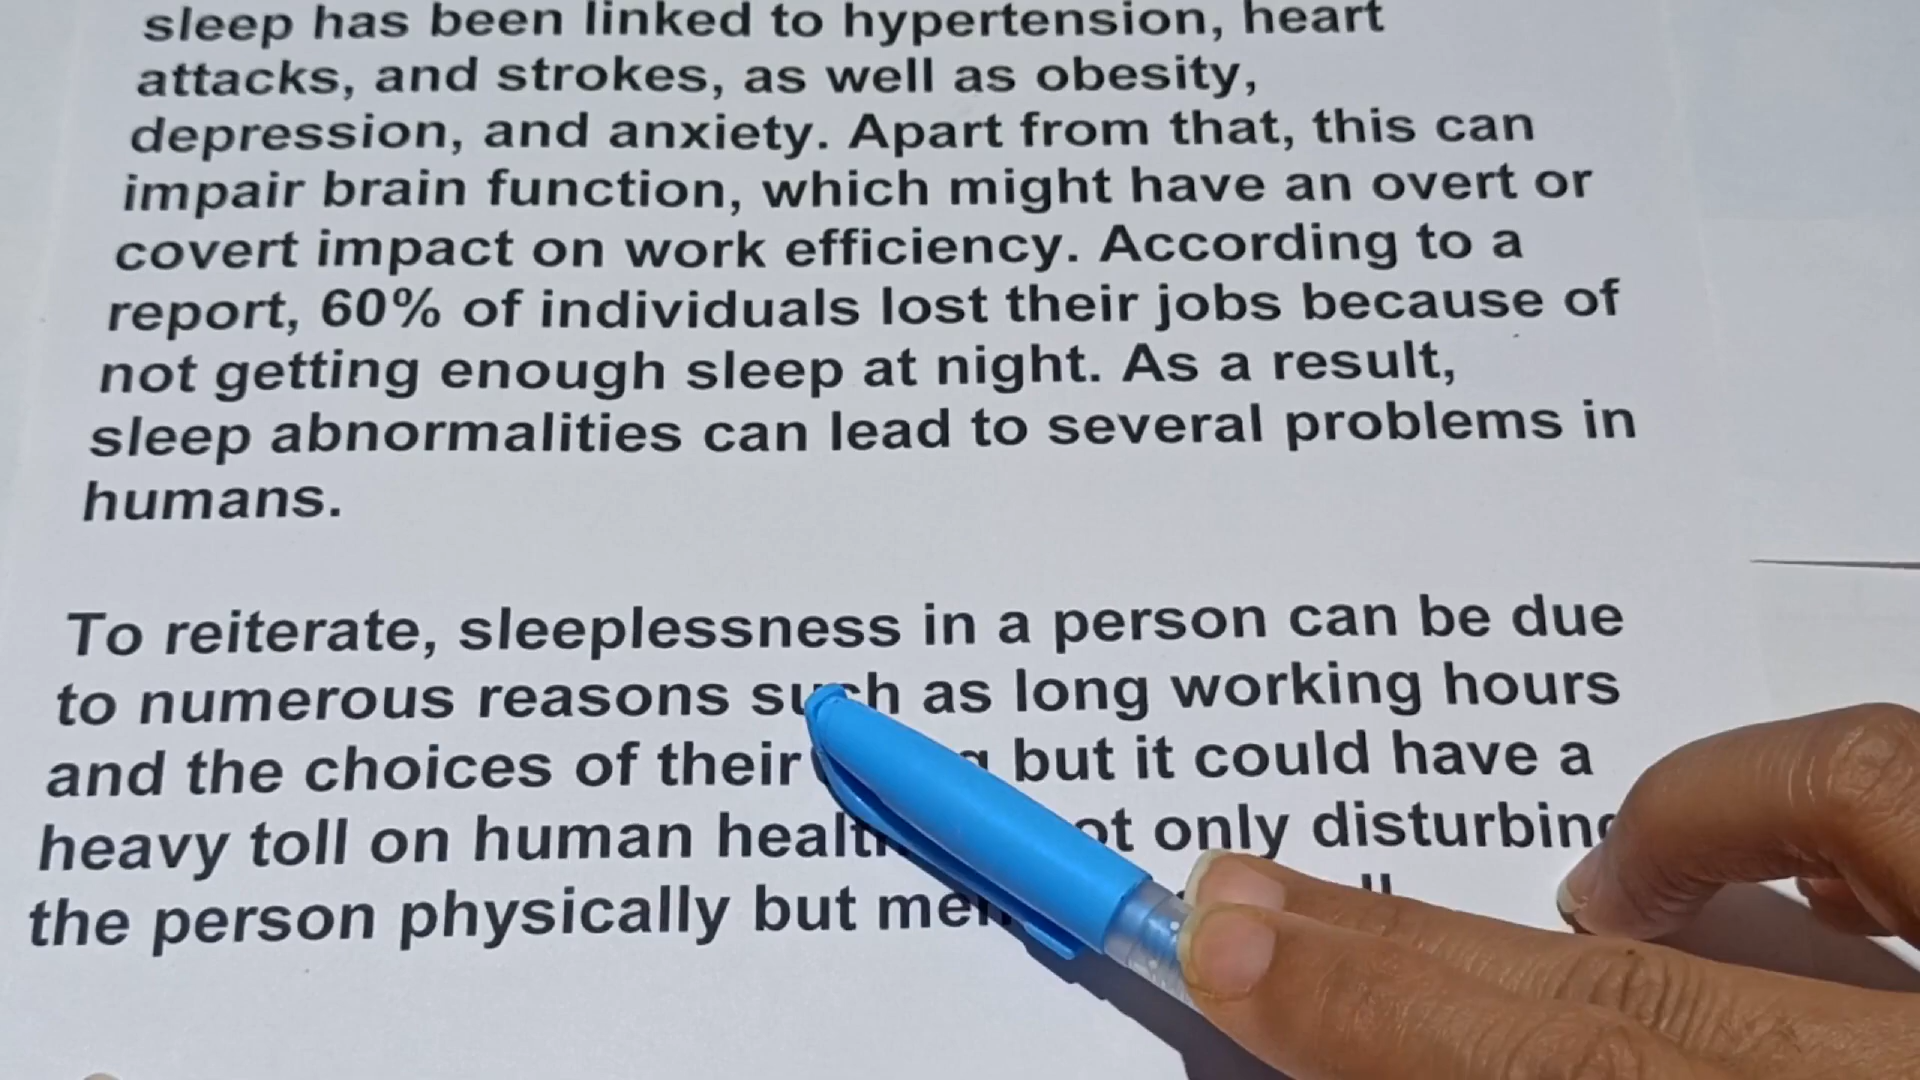 sleep has been linked to hypertension, heart
attacks, and strokes, as well as obesity,
depression, and anxiety. Apart from that, this can
impair brain function, which might have an overt or
covert impact on work efficiency. According to a
report, 60% of individuals lost their jobs because of
not getting enough sleep at night. As a result,
sleep abnormalities can lead to several problems in
humans.
To reiterate, sleeplessness in a person can be due
to numerous reasons such as long working hours
and the choices of their but it could have a
heavy toll on human only disturbing
the person physically but